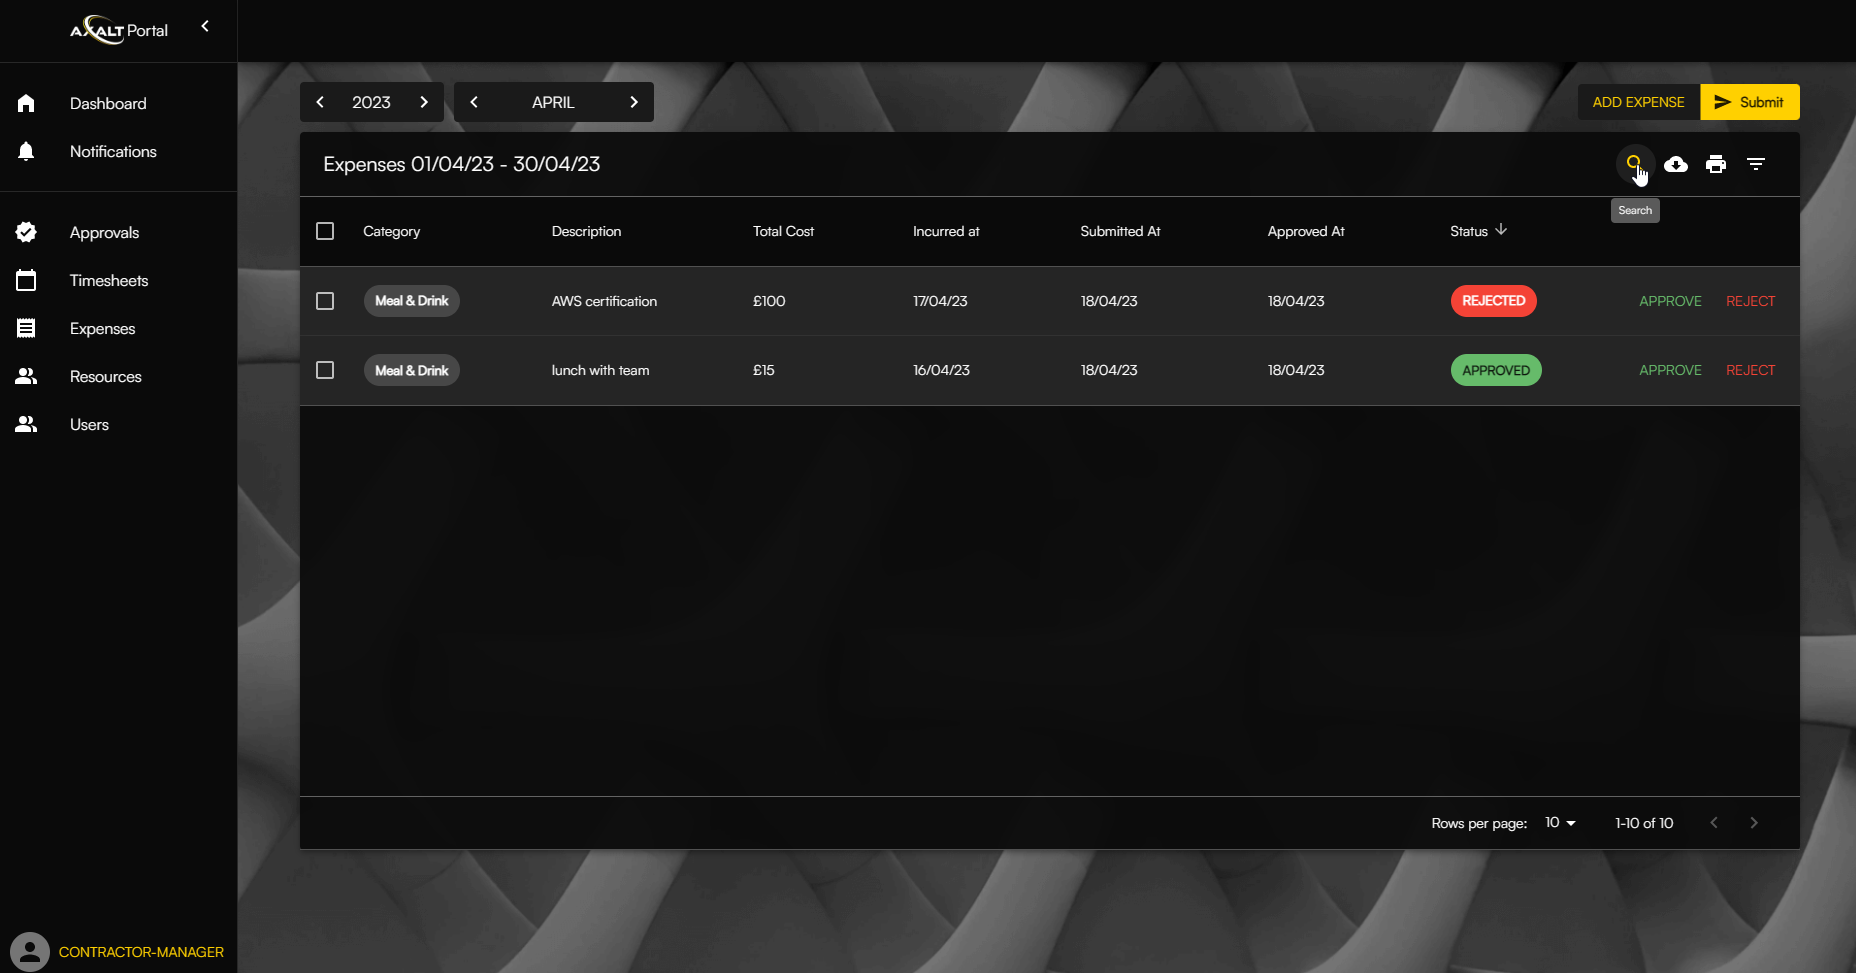 AXALT Portal
Dashboard
Notifications
Approvals
Timesheets
Expenses
Resources
Users
CONTRACTOR-MANAGER
2023
APRIL
ADD EXPENSE
Submit
Expenses 01/04/23 - 30/04/23
Search
Category Description Total Cost Incurred at Submitted At Approved At Status
Meal & Drink AWS certification £100 17/04/23 18/04/23 18/04/23 REJECTED APPROVE REJECT
Meal & Drink lunch with team £15 16/04/23 18/04/23 18/04/23 APPROVED APPROVE REJECT
Rows per page: 10 1-10 of 10